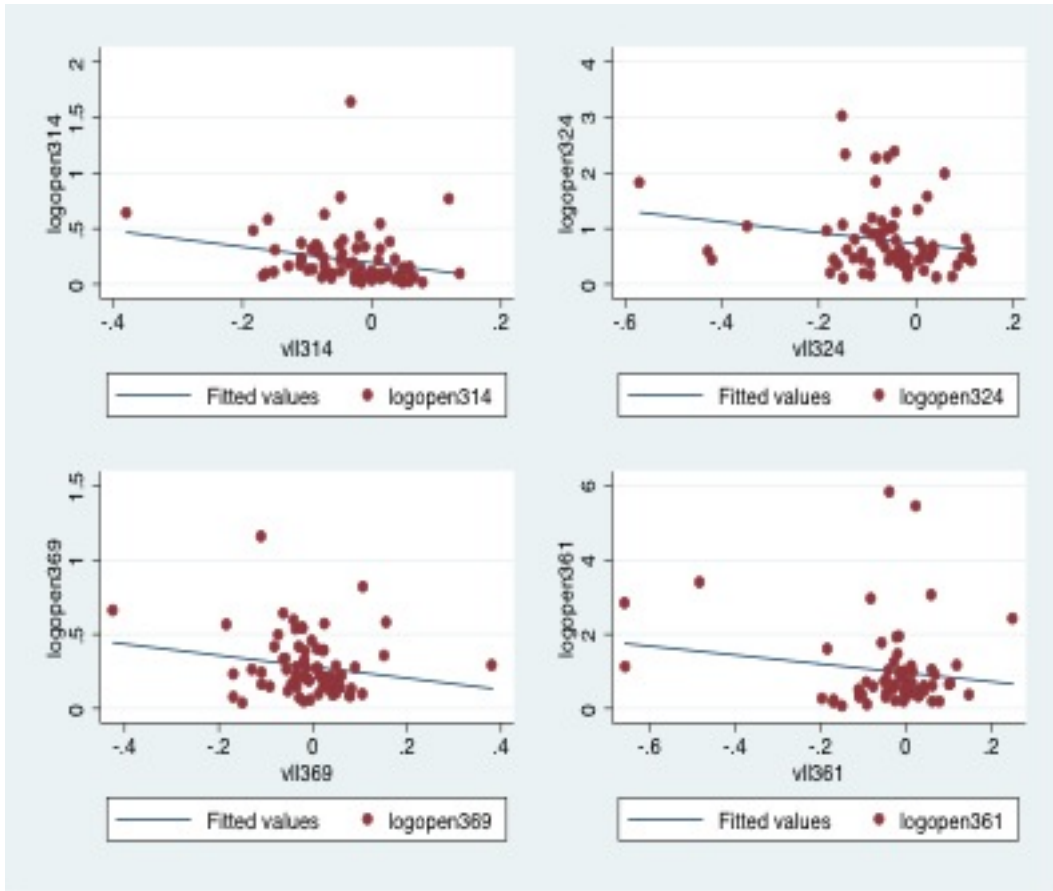 logopen314
0 .5 1 1.5 2
-.4 -.2 0 .2
vll314
Fitted values logopen314
logopen324
0 1 2 3 4
-.6 -.4 -.2 0 .2
vll324
Fitted values logopen324
logopen369
0 .5 1 1.5
-.4 -.2 0 .2 .4
vll369
Fitted values logopen369
logopen361
0 2 4 6
-.6 -.4 -.2 0 .2
vll361
Fitted values logopen361